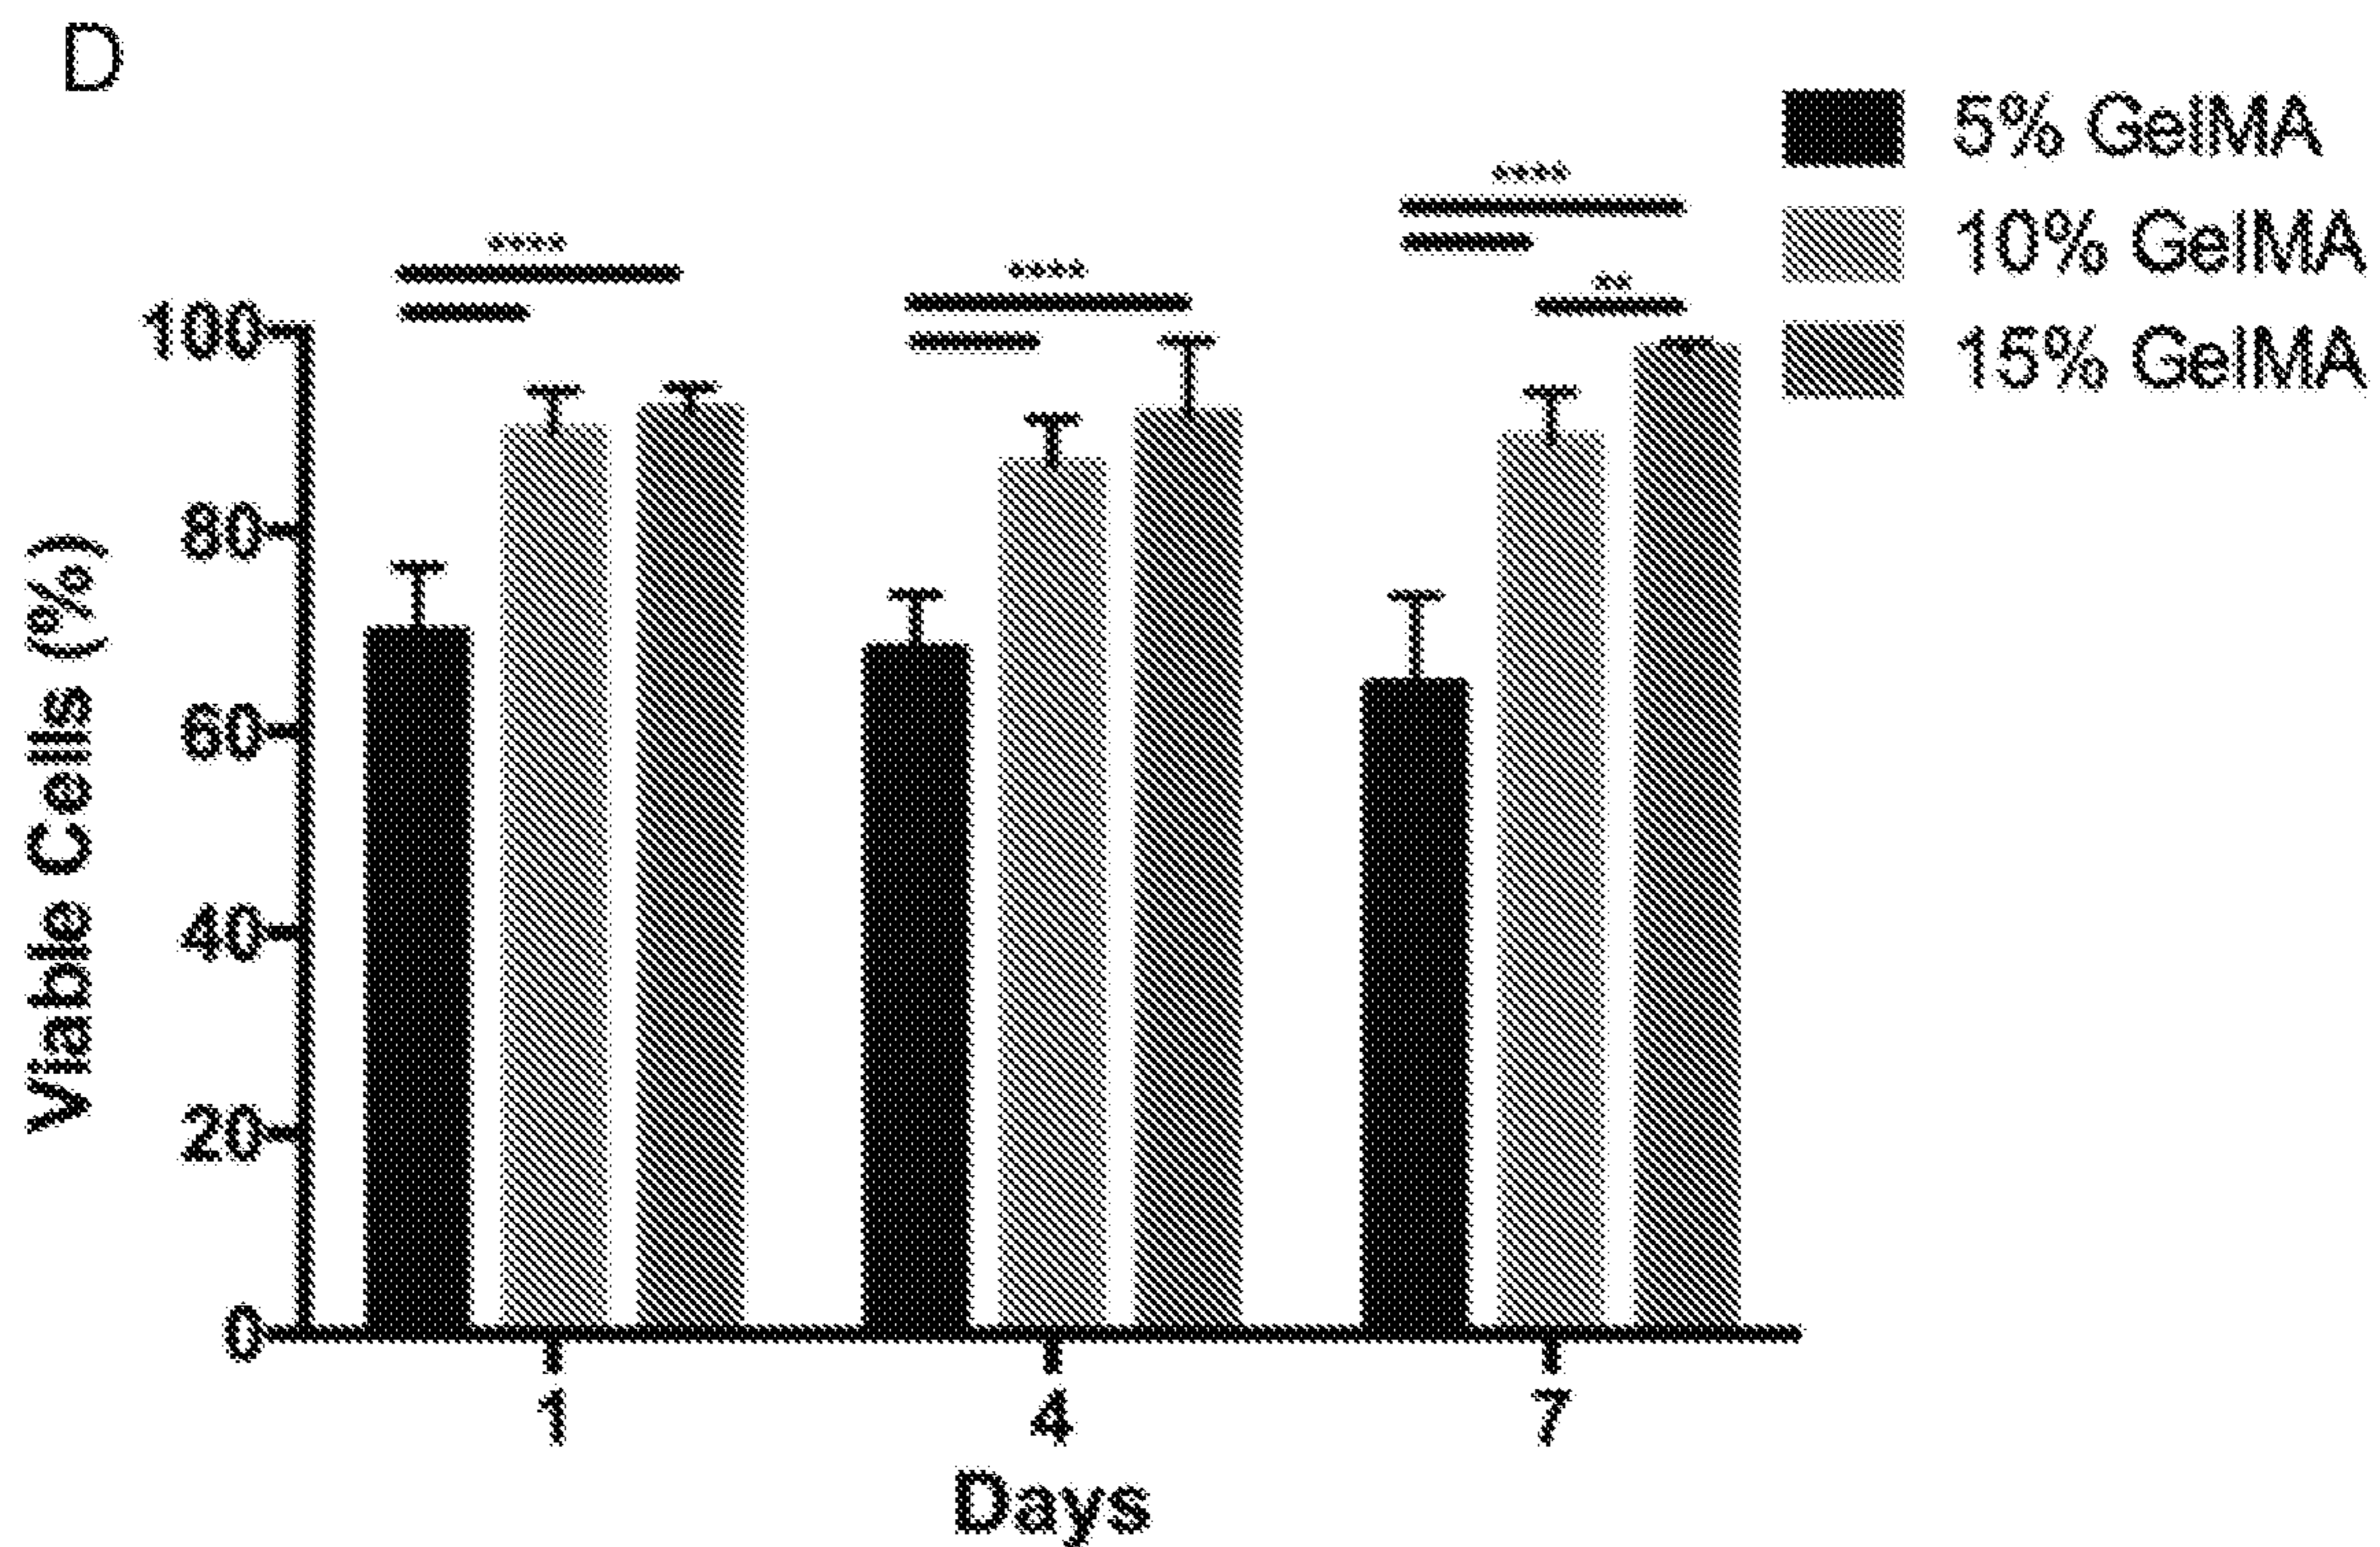 D
5% GelMA
10% GelMA
15% GelMA
****
****
****
**
100
80
60
40
20
0
Viable Cells (%)
1 4 7
Days